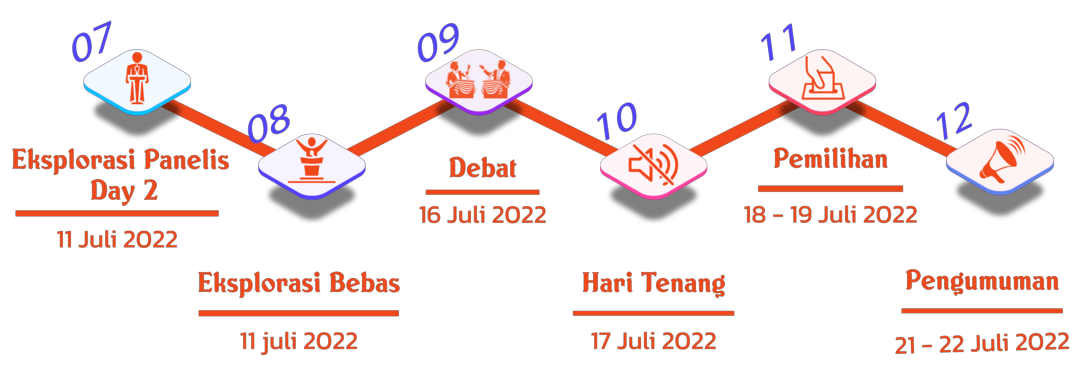 07
Eksplorasi Panelis
Day 2
11 Juli 2022
08
Eksplorasi Bebas
11 juli 2022
09
Debat
16 Juli 2022
10
Hari Tenang
17 Juli 2022
11
Pemilihan
18 – 19 Juli 2022
12
Pengumuman
21 – 22 Juli 2022